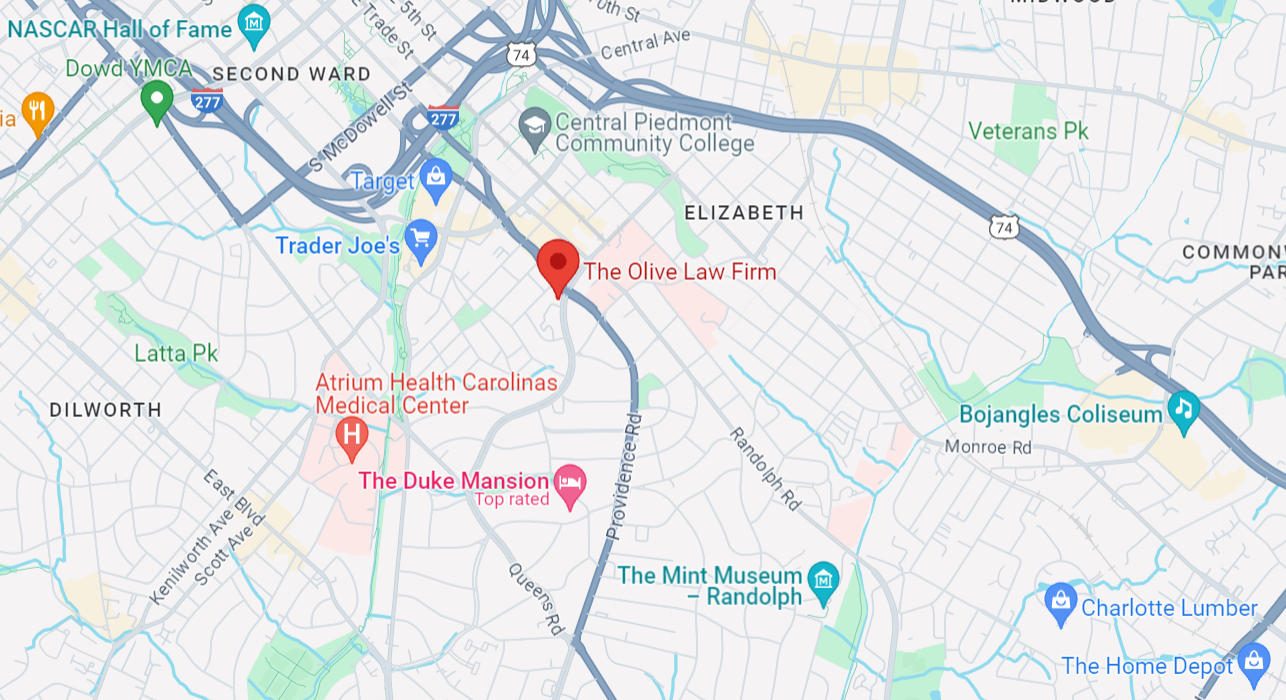 NASCAR Hall of Fame
E 5th St
E Trade St
Central Ave
74
Dowd YMCA
SECOND WARD
277
S McDowell St
277
Central Piedmont
Community College
Veterans Pk
Target
ELIZABETH
Trader Joe's
74
The Olive Law Firm
Latta Pk
Atrium Health Carolinas
Medical Center
H
DILWORTH
Bojangles Coliseum
Monroe Rd
The Duke Mansion
Top rated
Providence Rd
Randolph Rd
East Blvd
Kenilworth Ave
Scott Ave
Queens Rd
The Mint Museum
– Randolph
Charlotte Lumber
The Home Depot